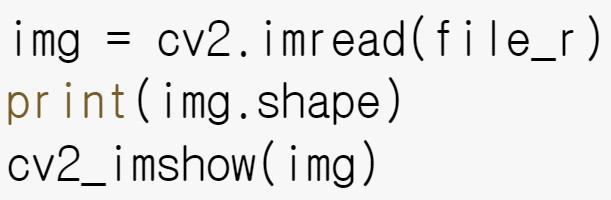 img = cv2.imread(file_r)
print(img.shape)
cv2_imshow(img)